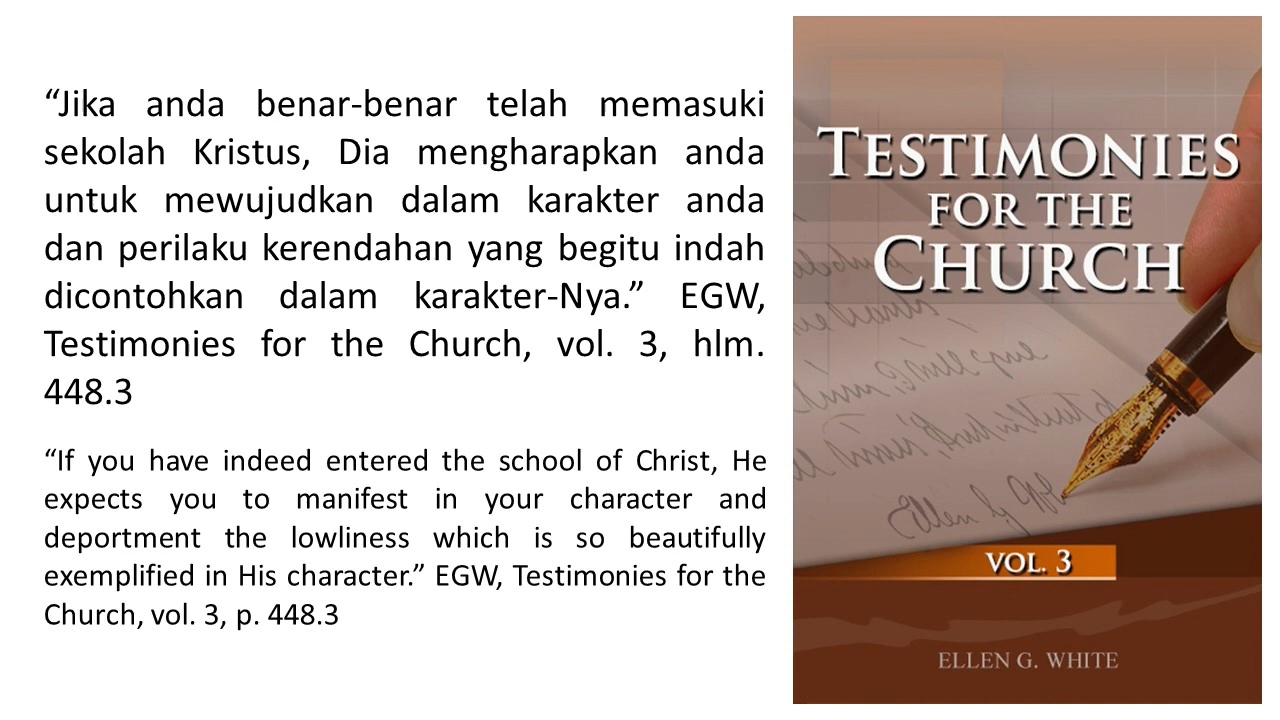 “Jika anda benar-benar telah memasuki
sekolah Kristus, Dia mengharapkan anda
untuk mewujudkan dalam karakter anda
dan perilaku kerendahan yang begitu indah
dicontohkan dalam karakter-Nya.” EGW,
Testimonies for the Church, vol. 3, hlm.
448.3
“If you have indeed entered the school of Christ, He
expects you to manifest in your character and
deportment the lowliness which is so beautifully
exemplified in His character.” EGW, Testimonies for the
Church, vol. 3, p. 448.3
TESTIMONIES
FOR THE
CHURCH
VOL. 3
ELLEN G. WHITE